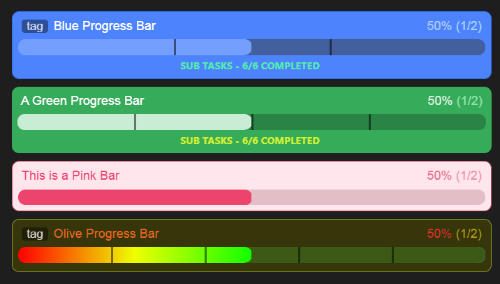 tag Blue Progress Bar 50% (1/2)
SUB TASKS - 6/6 COMPLETED
A Green Progress Bar 50% (1/2)
SUB TASKS - 6/6 COMPLETED
This is a Pink Bar 50% (1/2)
tag Olive Progress Bar 50% (1/2)